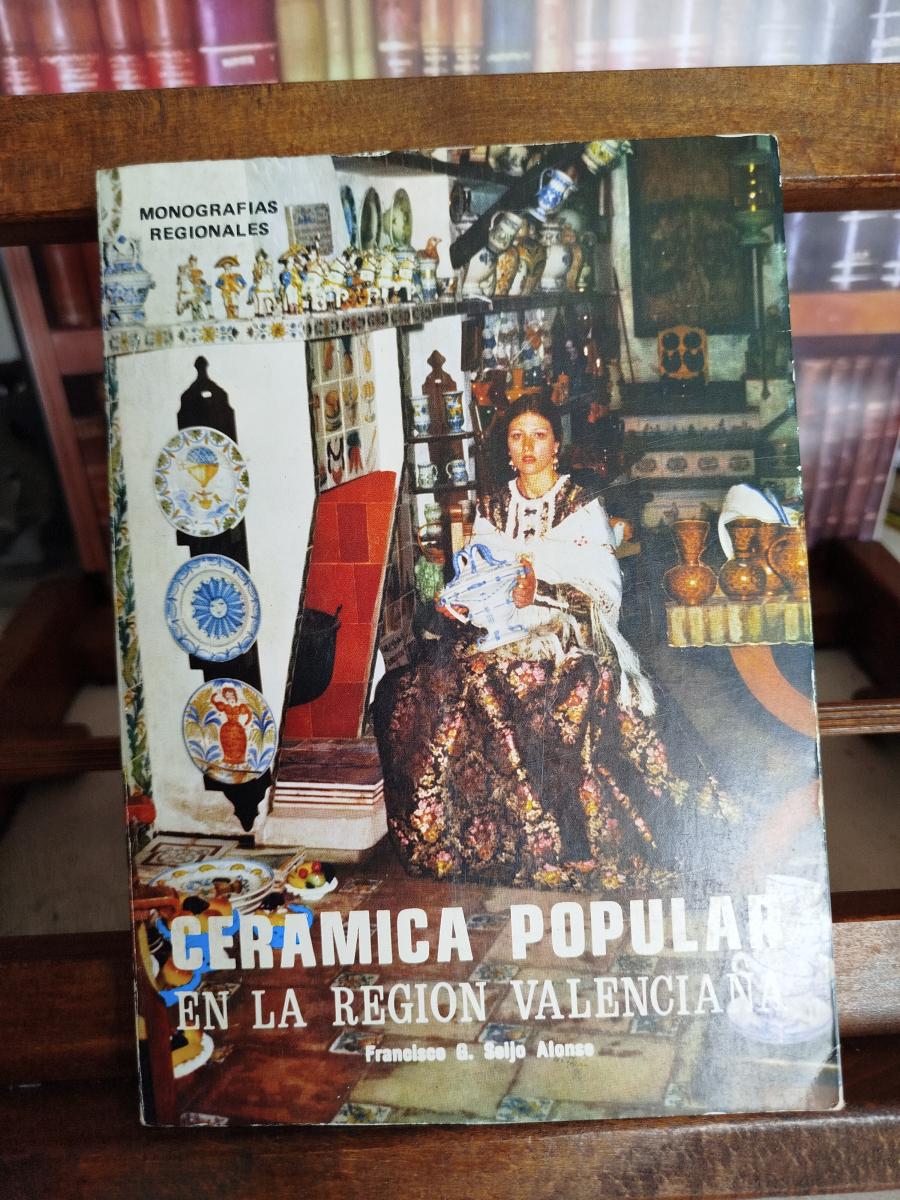 MONOGRAFIAS
REGIONALES
CERAMICA POPULAR
EN LA REGION VALENCIANA
Francisco G. Seijo Alonso